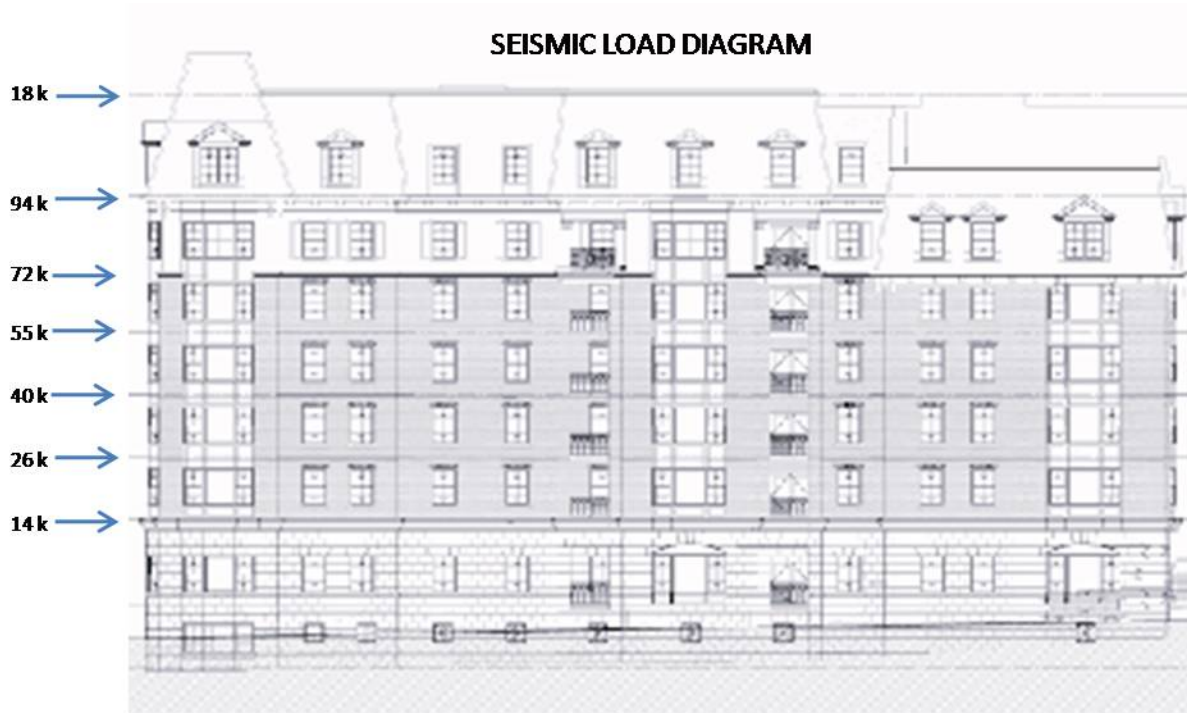 SEISMIC LOAD DIAGRAM
18 k
94 k
72 k
55 k
40 k
26 k
14 k